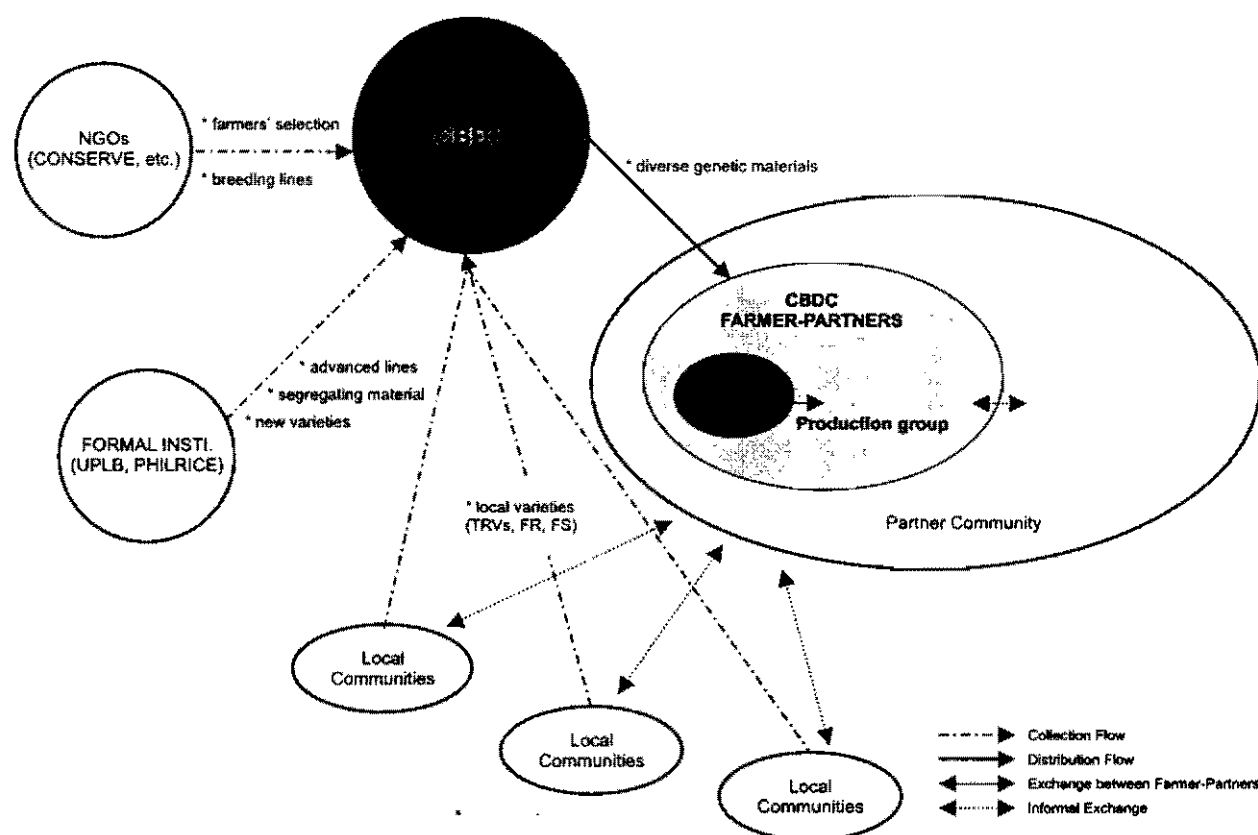 NGOs
(CONSERVE, etc.)
* farmers' selection
* breeding lines
* diverse genetic materials
CBDC
FARMER-PARTNERS
Production group
Partner Community
* advanced lines
* segregating material
* new varieties
FORMAL INSTI.
(UPLB, PHILRICE)
* local varieties
(TRVs, FR, FS)
Local
Communities
Local
Communities
Local
Communities
Collection Flow
Distribution Flow
Exchange between Farmer-Partners
Informal Exchange